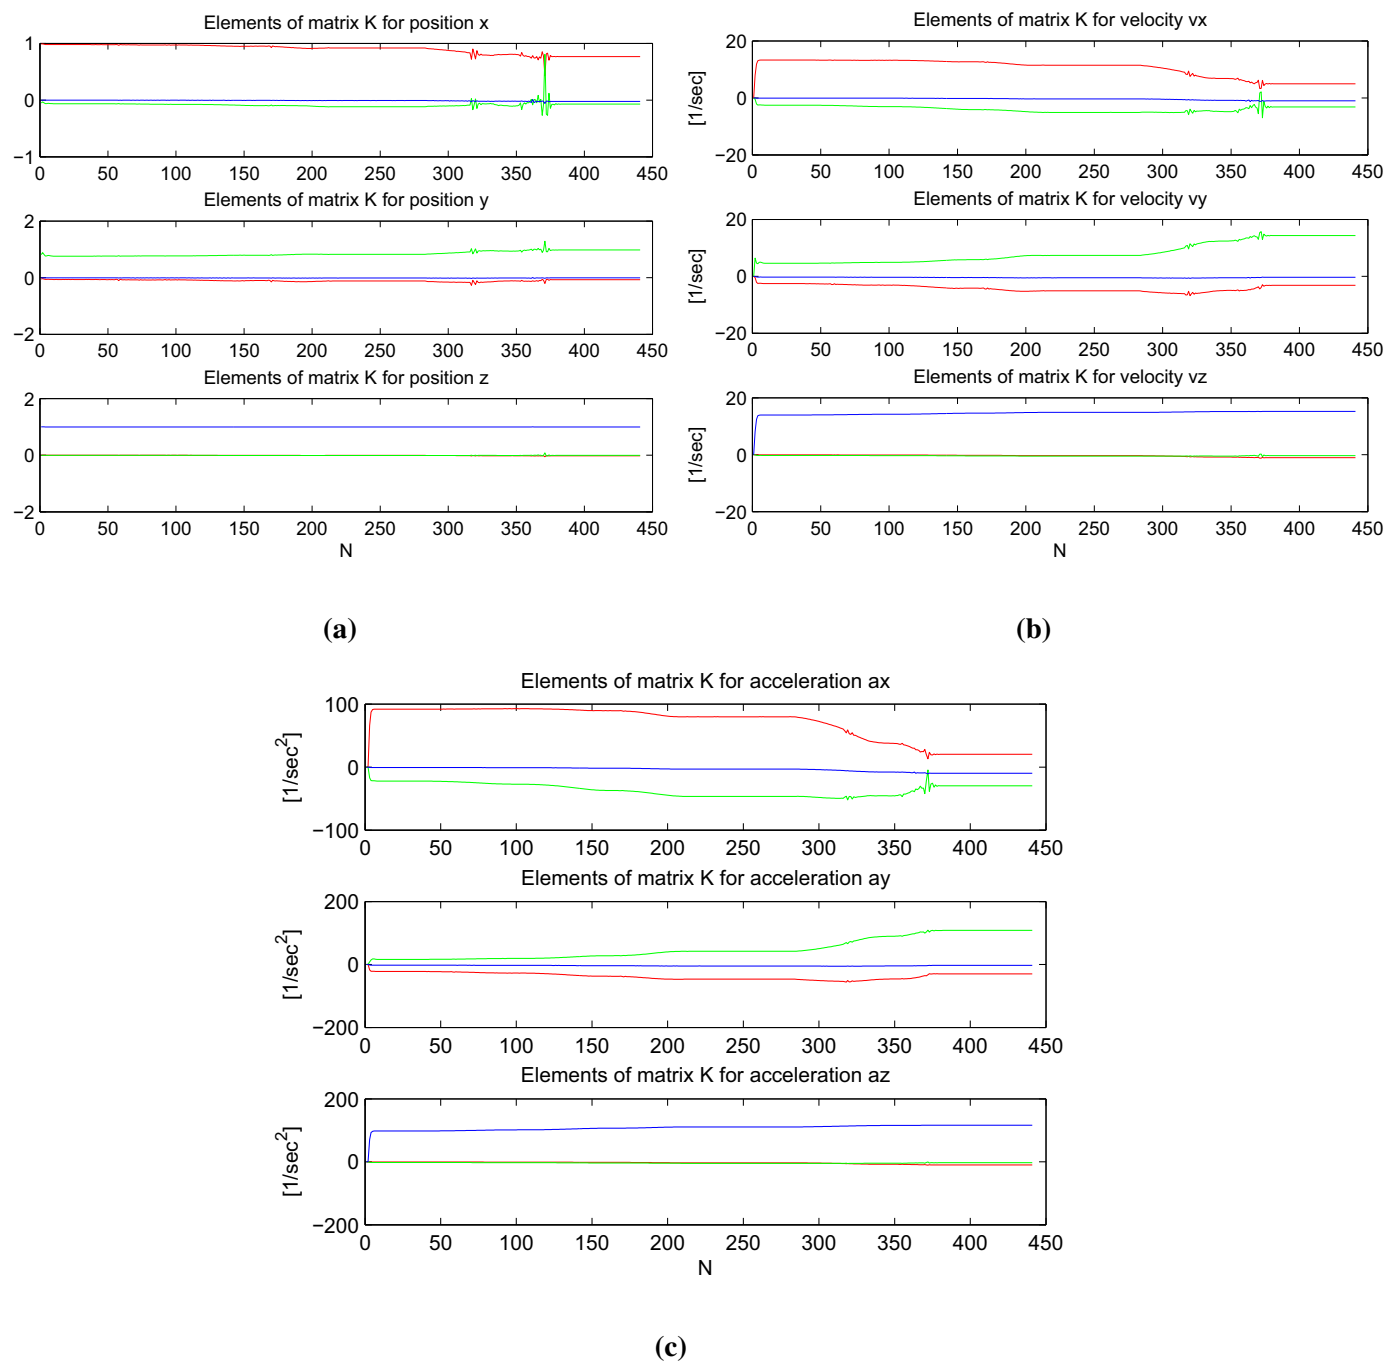 Elements of matrix K for position x
1
0
−1
0 50 100 150 200 250 300 350 400 450
Elements of matrix K for position y
2
0
−2
0 50 100 150 200 250 300 350 400 450
Elements of matrix K for position z
2
0
−2
0 50 100 150 200 250 300 350 400 450
N
(a)
Elements of matrix K for velocity vx
20
0
−20
[1/sec]
0 50 100 150 200 250 300 350 400 450
Elements of matrix K for velocity vy
20
0
−20
[1/sec]
0 50 100 150 200 250 300 350 400 450
Elements of matrix K for velocity vz
20
0
−20
[1/sec]
0 50 100 150 200 250 300 350 400 450
N
(b)
Elements of matrix K for acceleration ax
100
0
−100
[1/sec²]
0 50 100 150 200 250 300 350 400 450
Elements of matrix K for acceleration ay
200
0
−200
[1/sec²]
0 50 100 150 200 250 300 350 400 450
Elements of matrix K for acceleration az
200
0
−200
[1/sec²]
0 50 100 150 200 250 300 350 400 450
N
(c)